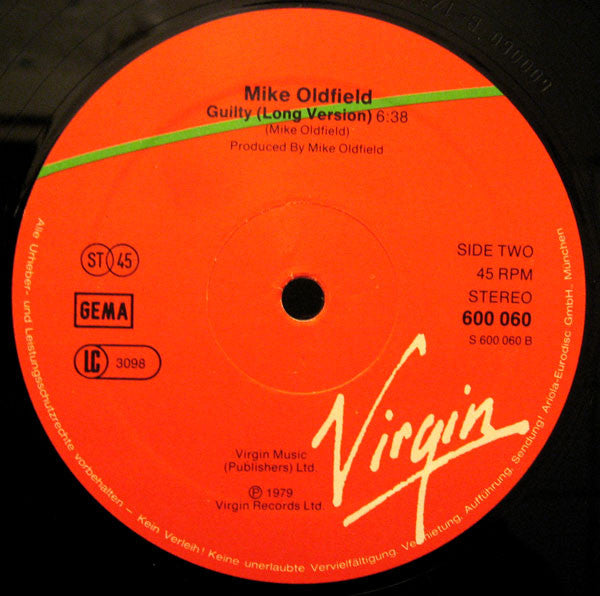 Mike Oldfield
Guilty (Long Version) 6:38
(Mike Oldfield)
Produced By Mike Oldfield
ST 45
GEMA
LC 3098
SIDE TWO
45 RPM
STEREO
600 060
S 600 060 B
Virgin
Virgin Music
(Publishers) Ltd.
Ⓟ 1979
Virgin Records Ltd.
Alle Urheber- und Leistungsschutzrechte vorbehalten – Kein Verleih! Keine unerlaubte Vervielfältigung, Vermietung, Aufführung, Sendung! Ariola-Eurodisc GmbH., München